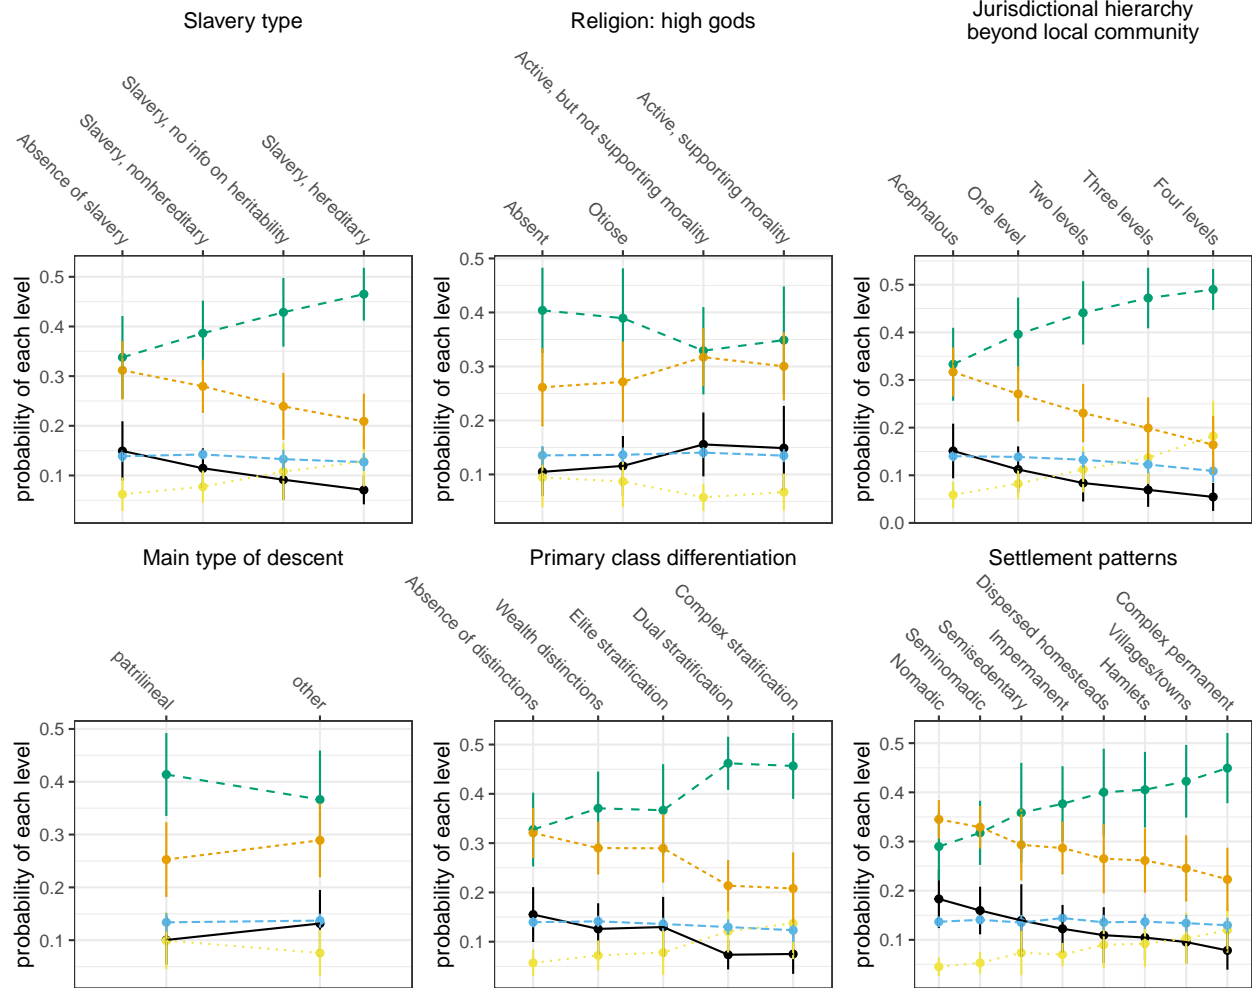 Slavery type
Absence of slavery
Slavery, nonhereditary
Slavery, no info on heritability
Slavery, hereditary
probability of each level
0.5
0.4
0.3
0.2
0.1
Religion: high gods
Absent
Otiose
Active, but not supporting morality
Active, supporting morality
probability of each level
0.5
0.4
0.3
0.2
0.1
Jurisdictional hierarchy
beyond local community
Acephalous
One level
Two levels
Three levels
Four levels
probability of each level
0.5
0.4
0.3
0.2
0.1
0.0
Main type of descent
patrilineal
other
probability of each level
0.5
0.4
0.3
0.2
0.1
Primary class differentiation
Absence of distinctions
Wealth distinctions
Elite stratification
Dual stratification
Complex stratification
probability of each level
0.5
0.4
0.3
0.2
0.1
Settlement patterns
Nomadic
Seminomadic
Semisedentary
Impermanent
Dispersed homesteads
Hamlets
Villages/towns
Complex permanent
probability of each level
0.5
0.4
0.3
0.2
0.1